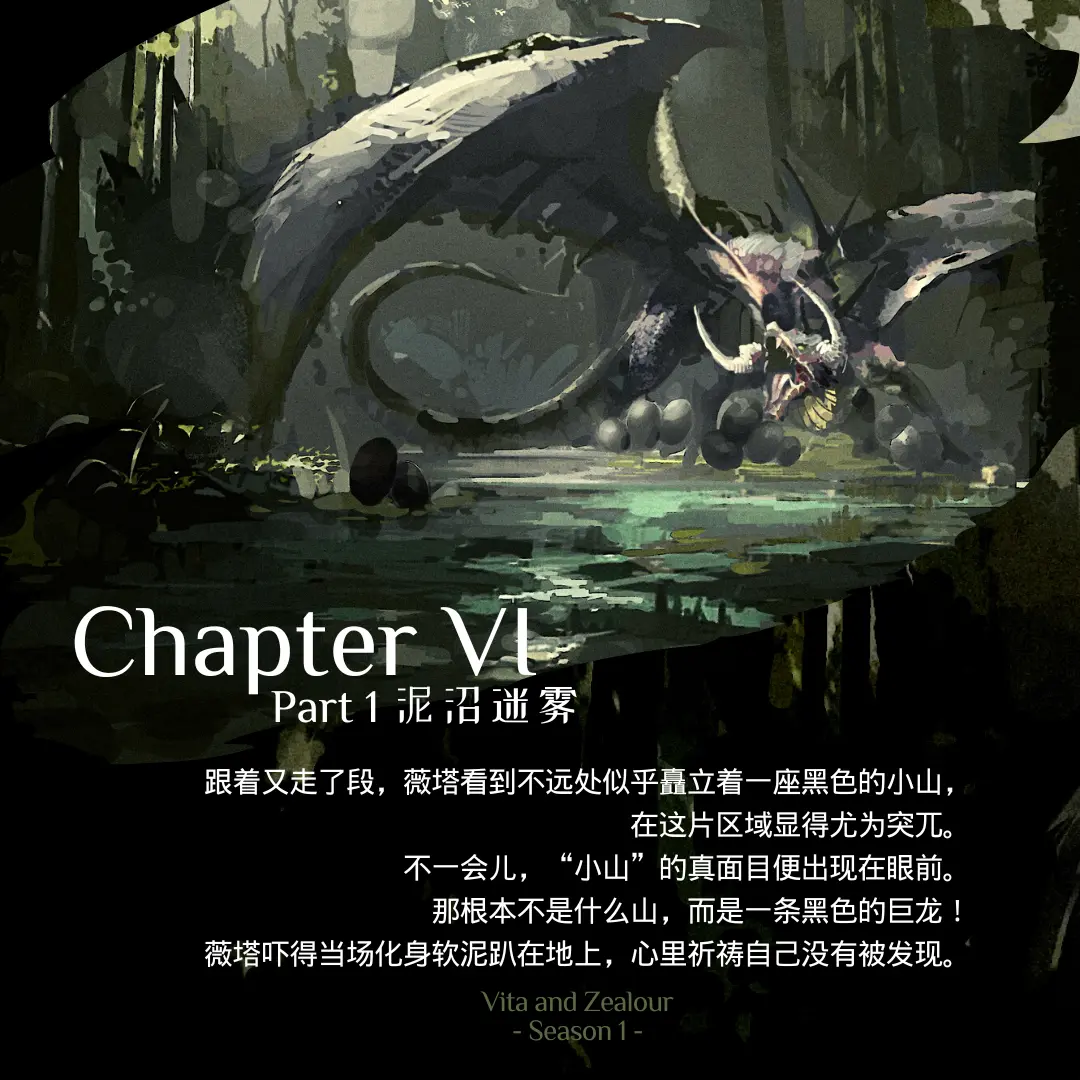 Chapter VI
Part 1 泥沼迷雾
跟着又走了段，薇塔看到不远处似乎矗立着一座黑色的小山，
在这片区域显得尤为突兀。
不一会儿，“小山”的真面目便出现在眼前。
那根本不是什么山，而是一条黑色的巨龙！
薇塔吓得当场化身软泥趴在地上，心里祈祷自己没有被发现。
Vita and Zealour
- Season 1 -